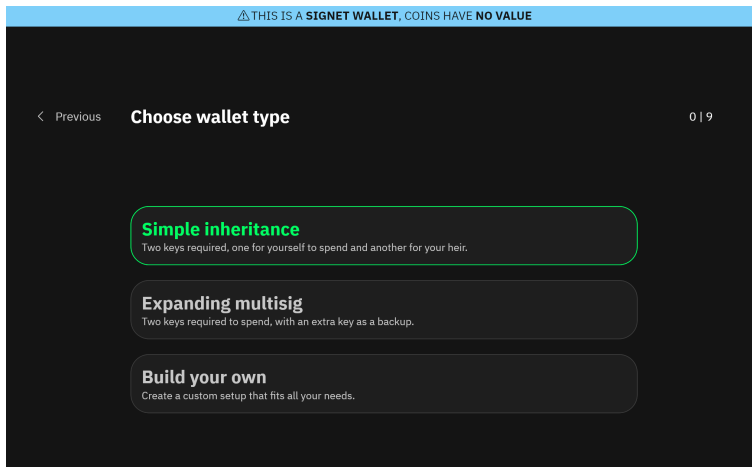 ⚠ THIS IS A SIGNET WALLET, COINS HAVE NO VALUE
Previous
Choose wallet type
0 | 9
Simple inheritance
Two keys required, one for yourself to spend and another for your heir.
Expanding multisig
Two keys required to spend, with an extra key as a backup.
Build your own
Create a custom setup that fits all your needs.